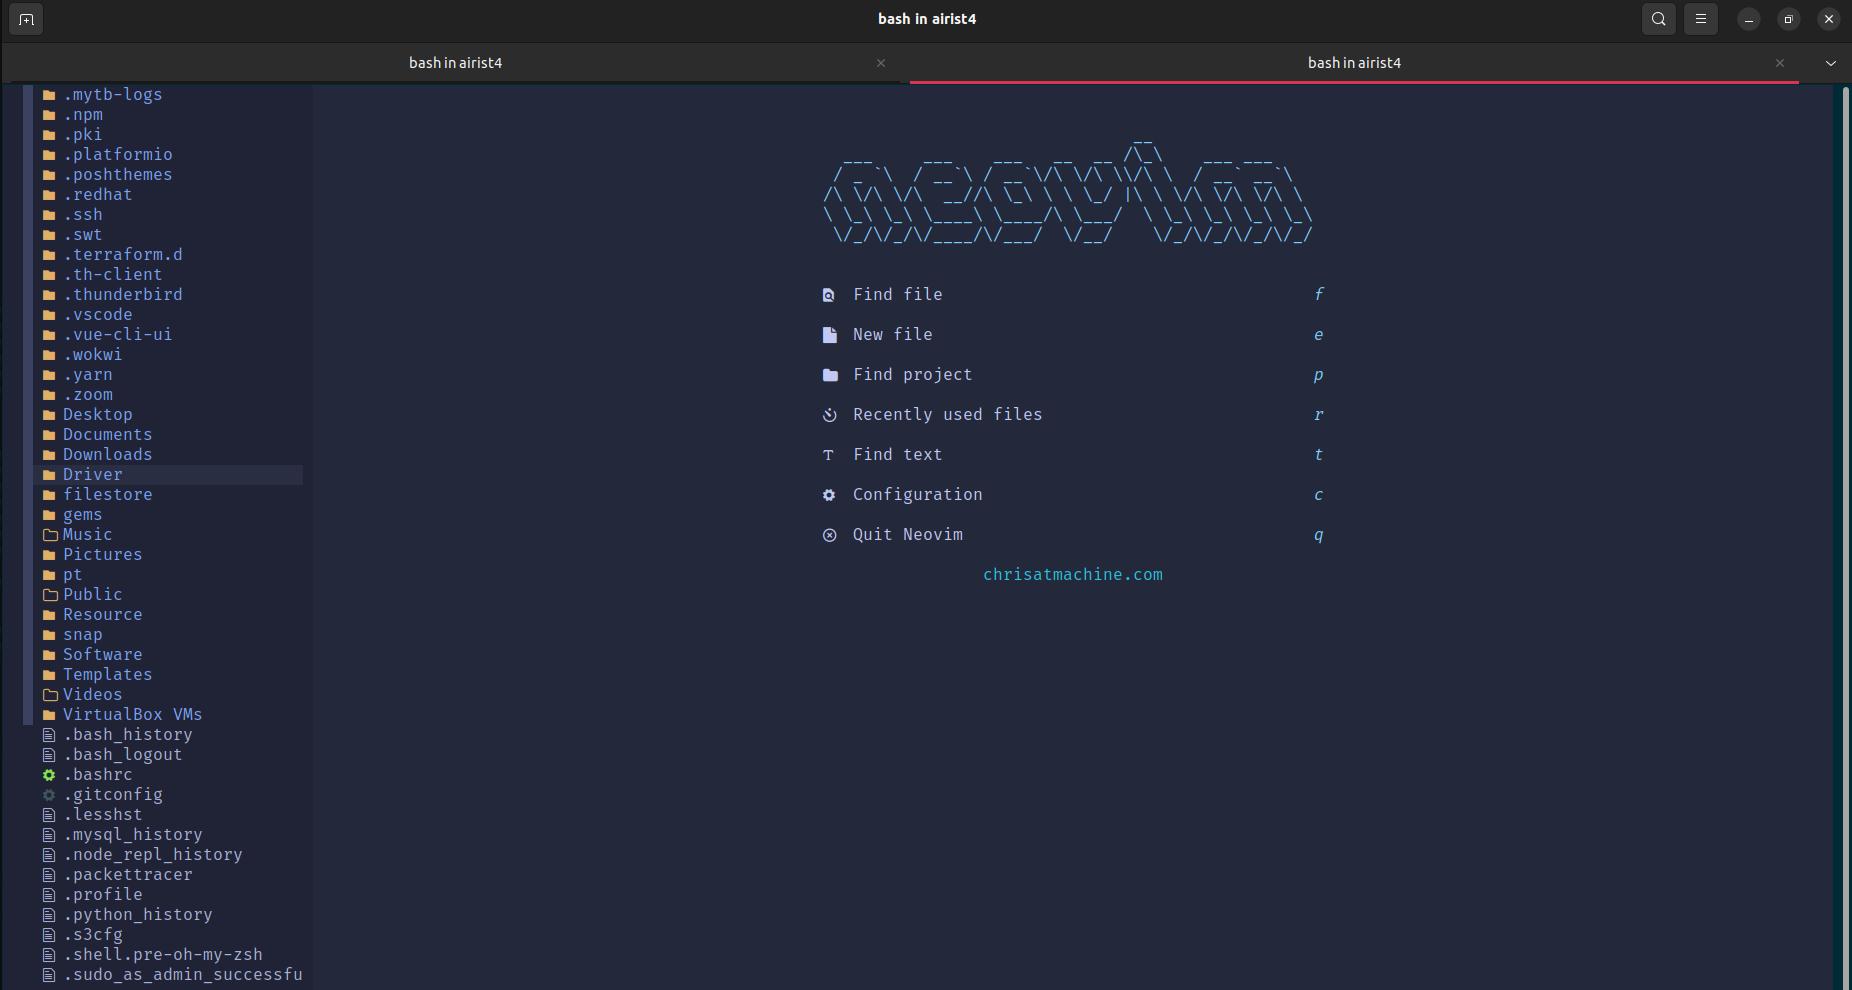 bash in airist4
bash in airist4
bash in airist4
.mytb-logs
.npm
.pki
.platformio
.poshthemes
.redhat
.ssh
.swt
.terraform.d
.th-client
.thunderbird
.vscode
.vue-cli-ui
.wokwi
.yarn
.zoom
Desktop
Documents
Downloads
Driver
filestore
gems
Music
Pictures
pt
Public
Resource
snap
Software
Templates
Videos
VirtualBox VMs
.bash_history
.bash_logout
.bashrc
.gitconfig
.lesshst
.mysql_history
.node_repl_history
.packettracer
.profile
.python_history
.s3cfg
.shell.pre-oh-my-zsh
.sudo_as_admin_successfu
neovim
Find file f
New file e
Find project p
Recently used files r
Find text t
Configuration c
Quit Neovim q
chrisatmachine.com